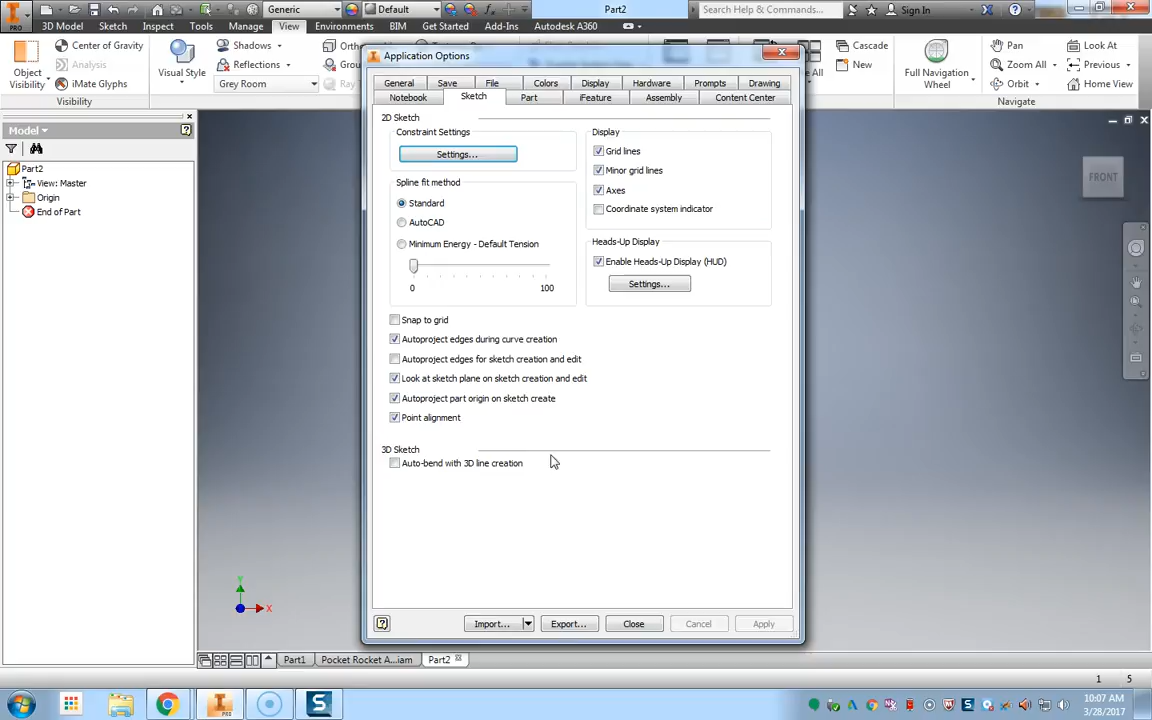 Generic
Default
Part2
Search Help & Commands...
Sign In
PRO
3D Model
Sketch
Inspect
Tools
Manage
View
Environments
BIM
Get Started
Add-Ins
Autodesk A360
Object
Visibility
Center of Gravity
Analysis
iMate Glyphs
Visibility
Visual Style
Shadows
Reflections
Grey Room
Cascade
New
Full Navigation
Wheel
Pan
Zoom All
Orbit
Look At
Previous
Home View
Navigate
Model
Part2
View: Master
Origin
End of Part
Application Options
General
Save
File
Colors
Display
Hardware
Prompts
Drawing
Notebook
Sketch
Part
iFeature
Assembly
Content Center
2D Sketch
Constraint Settings
Settings...
Spline fit method
Standard
AutoCAD
Minimum Energy - Default Tension
0
100
Display
Grid lines
Minor grid lines
Axes
Coordinate system indicator
Heads-Up Display
Enable Heads-Up Display (HUD)
Settings...
Snap to grid
Autoproject edges during curve creation
Autoproject edges for sketch creation and edit
Look at sketch plane on sketch creation and edit
Autoproject part origin on sketch create
Point alignment
3D Sketch
Auto-bend with 3D line creation
Import...
Export...
Close
Cancel
Apply
FRONT
Y
X
Part1
Pocket Rocket A...iam
Part2
1
5
PRO
10:07 AM
3/28/2017